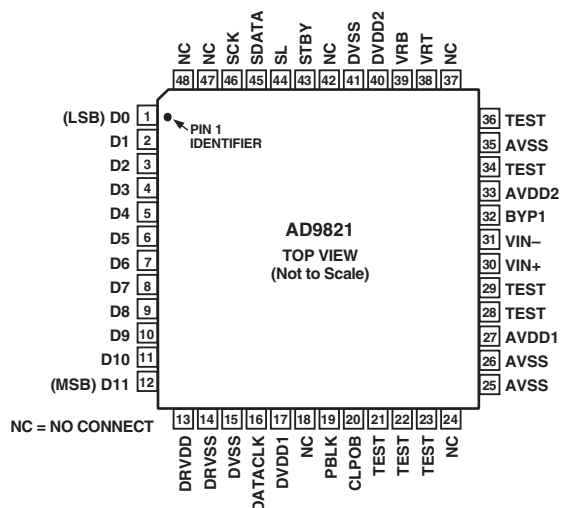 NC NC SCK SDATA SL STBY NC DVSS DVDD2 VRB VRT NC
48 47 46 45 44 43 42 41 40 39 38 37
(LSB) D0 1
D1 2
D2 3
D3 4
D4 5
D5 6
D6 7
D7 8
D8 9
D9 10
D10 11
(MSB) D11 12
PIN 1
IDENTIFIER
AD9821
TOP VIEW
(Not to Scale)
36 TEST
35 AVSS
34 TEST
33 AVDD2
32 BYP1
31 VIN–
30 VIN+
29 TEST
28 TEST
27 AVDD1
26 AVSS
25 AVSS
13 14 15 16 17 18 19 20 21 22 23 24
DRVDD DRVSS DVSS DATACLK DVDD1 NC PBLK CLPOB TEST TEST TEST NC
NC = NO CONNECT